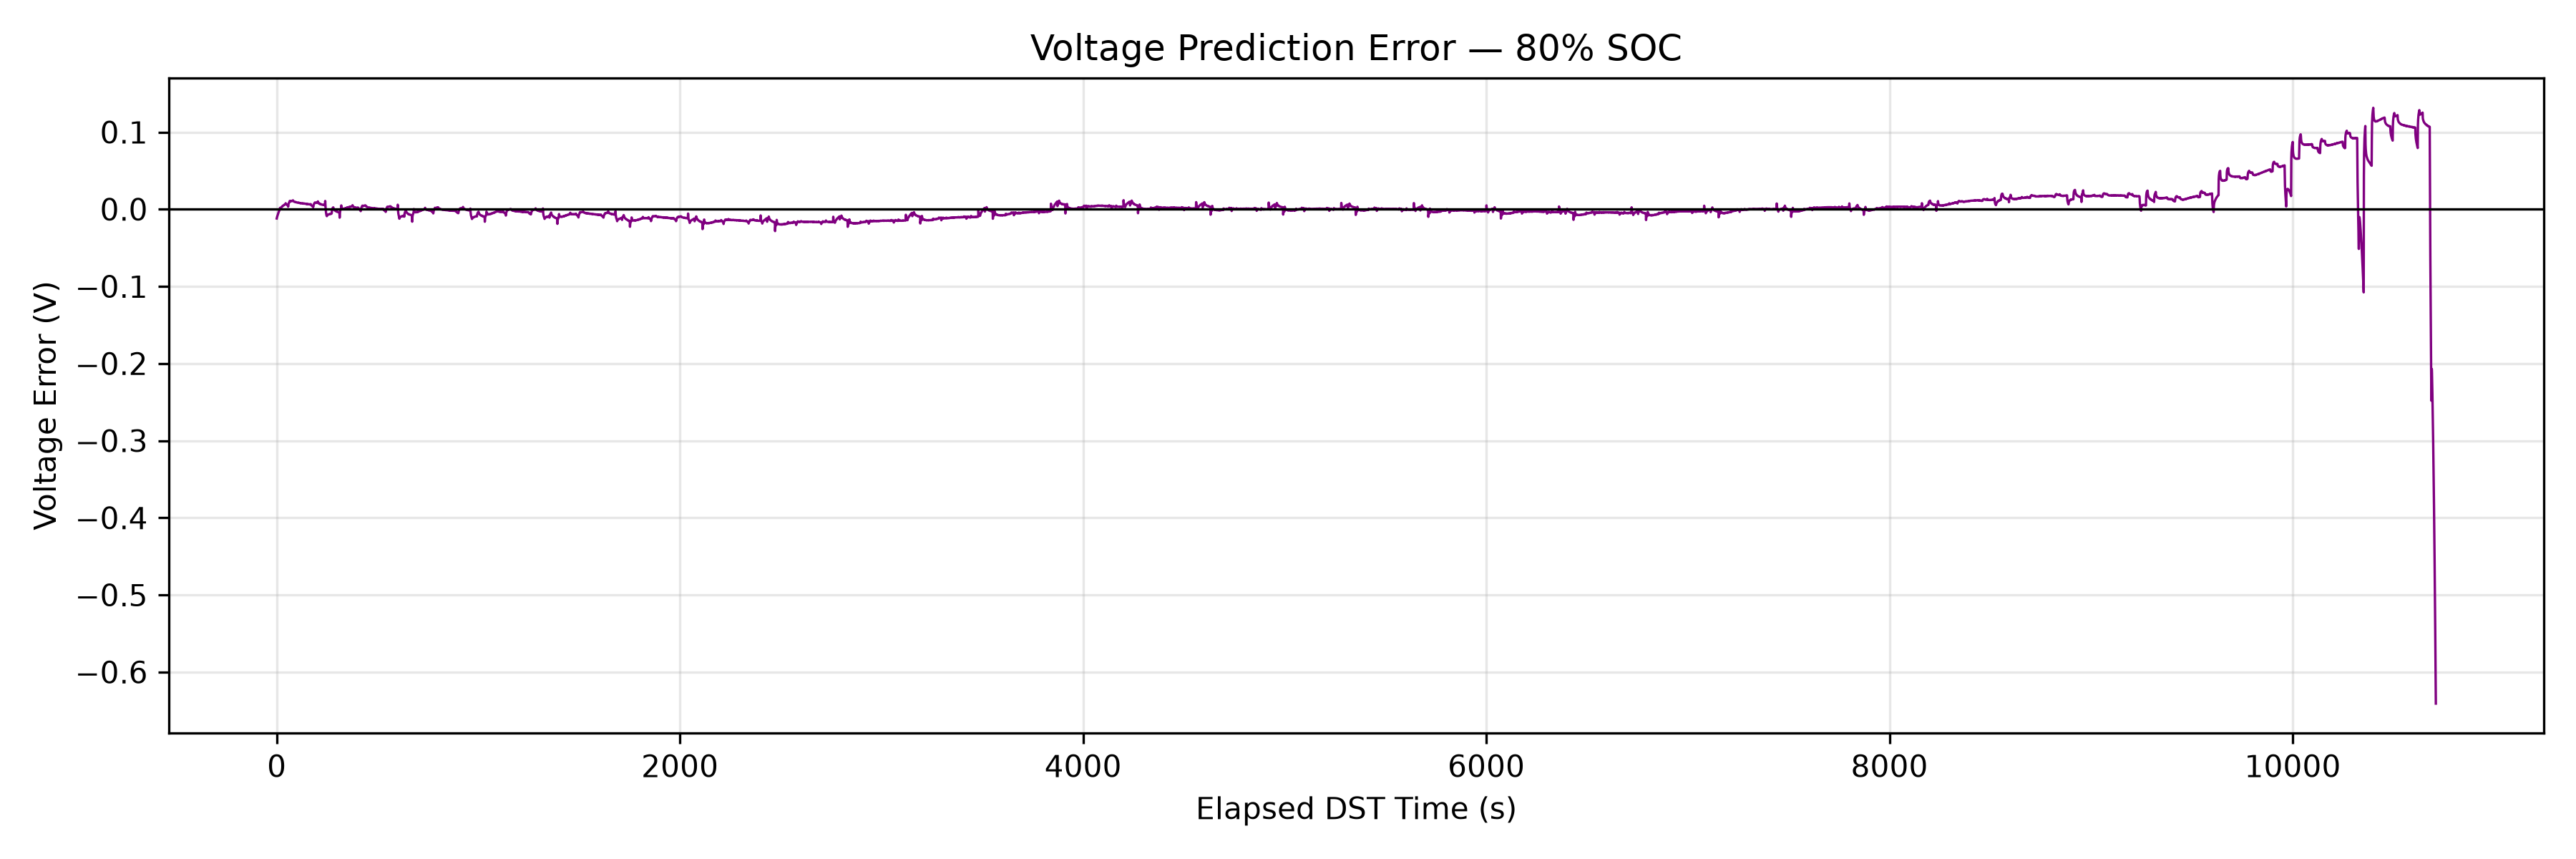 Voltage Prediction Error — 80% SOC
Voltage Error (V)
0.1
0.0
−0.1
−0.2
−0.3
−0.4
−0.5
−0.6
0 2000 4000 6000 8000 10000
Elapsed DST Time (s)